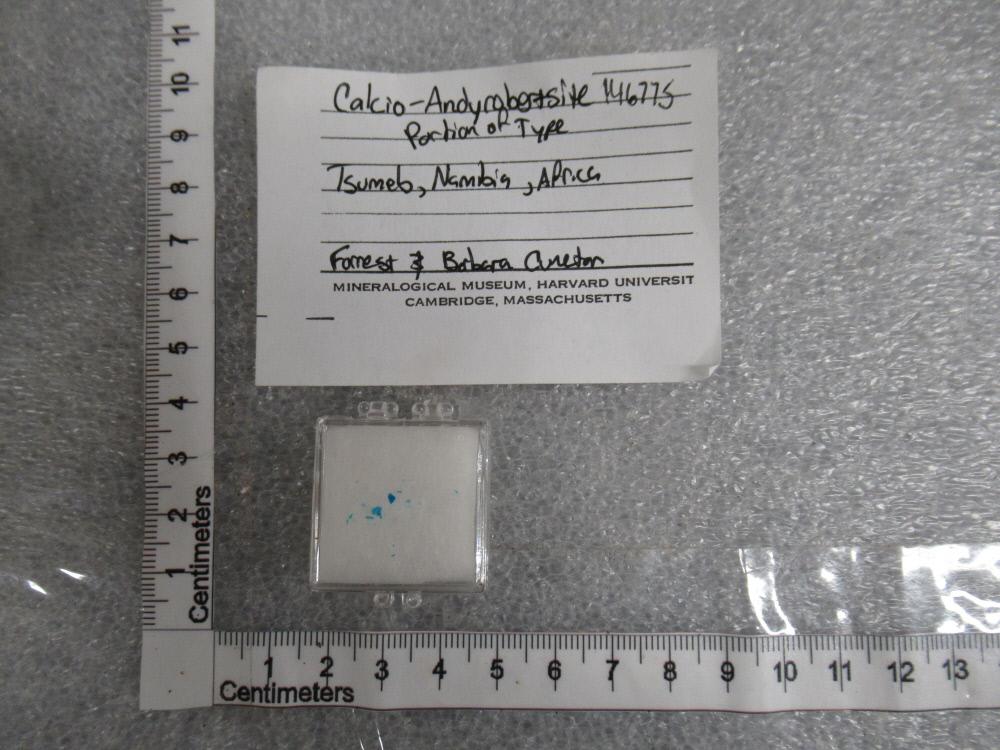 Calcio-Andyrobertsite 146775
Portion of Type
Tsumeb, Namibia, Africa
Forrest & Barbara Cureton
MINERALOGICAL MUSEUM, HARVARD UNIVERSIT
CAMBRIDGE, MASSACHUSETTS
11
10
9
8
7
6
5
4
3
2
1
Centimeters
1 2 3 4 5 6 7 8 9 10 11 12 13
Centimeters